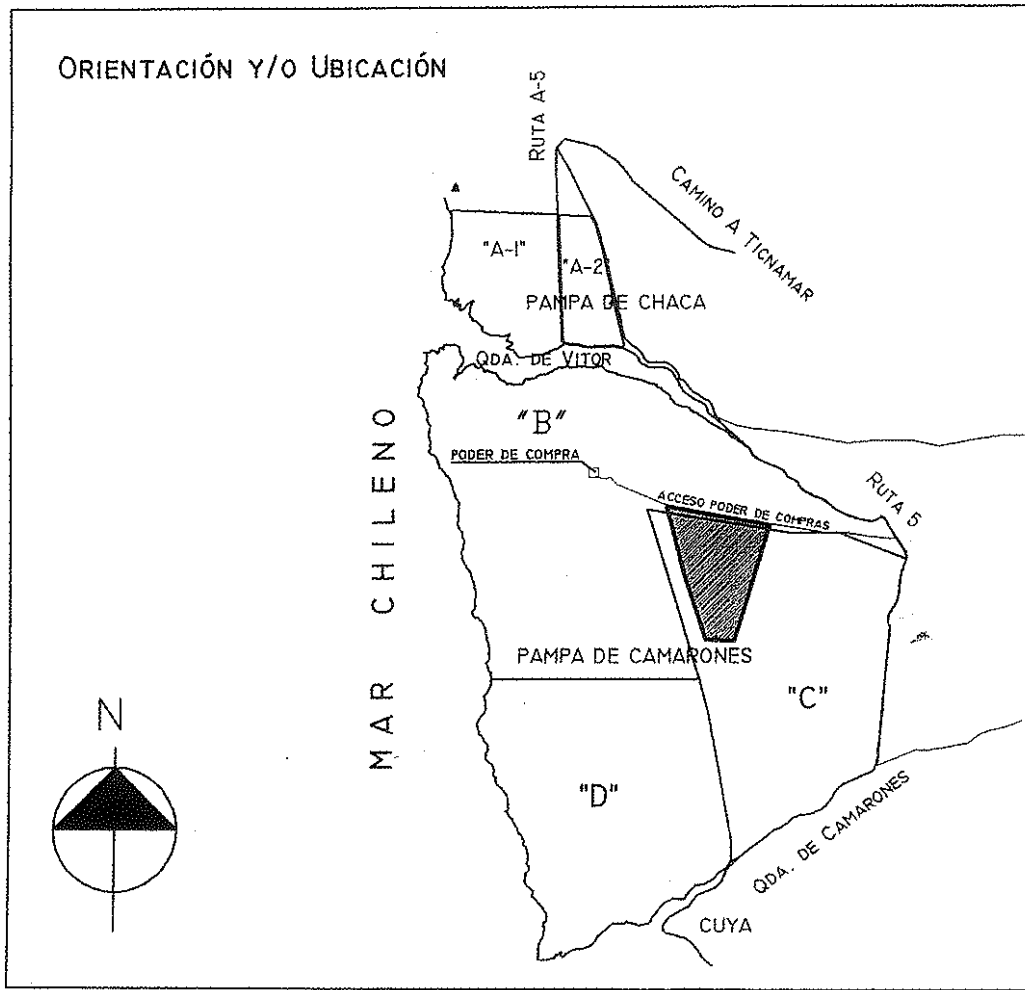 ORIENTACIÓN Y/O UBICACIÓN
RUTA A-5
CAMINO A TICNAMAR
"A-1"
"A-2"
PAMPA DE CHACA
QDA. DE VITOR
"B"
PODER DE COMPRA
RUTA 5
ACCESO PODER DE COMPRAS
MAR CHILENO
PAMPA DE CAMARONES
"C"
N
"D"
QDA. DE CAMARONES
CUYA